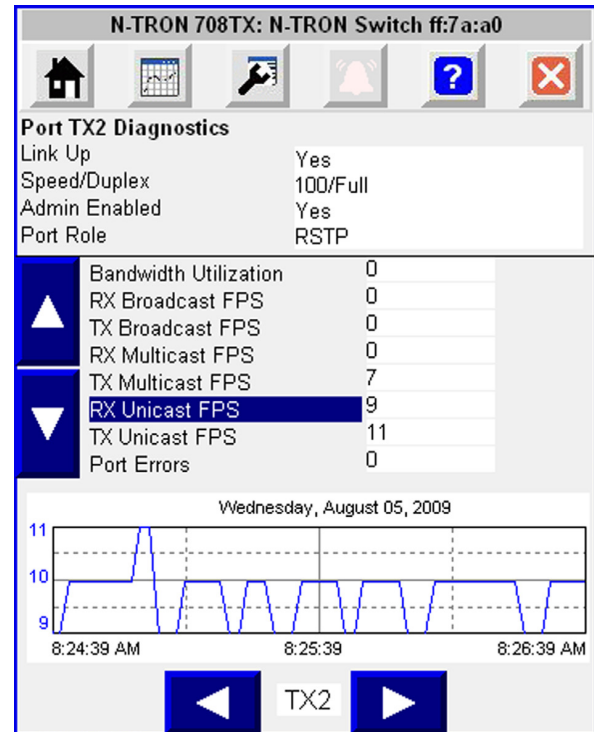 N-TRON 708TX: N-TRON Switch ff:7a:a0
?
Port TX2 Diagnostics
Link Up Yes
Speed/Duplex 100/Full
Admin Enabled Yes
Port Role RSTP
Bandwidth Utilization 0
RX Broadcast FPS 0
TX Broadcast FPS 0
RX Multicast FPS 0
TX Multicast FPS 7
RX Unicast FPS 9
TX Unicast FPS 11
Port Errors 0
Wednesday, August 05, 2009
11
10
9
8:24:39 AM 8:25:39 8:26:39 AM
TX2